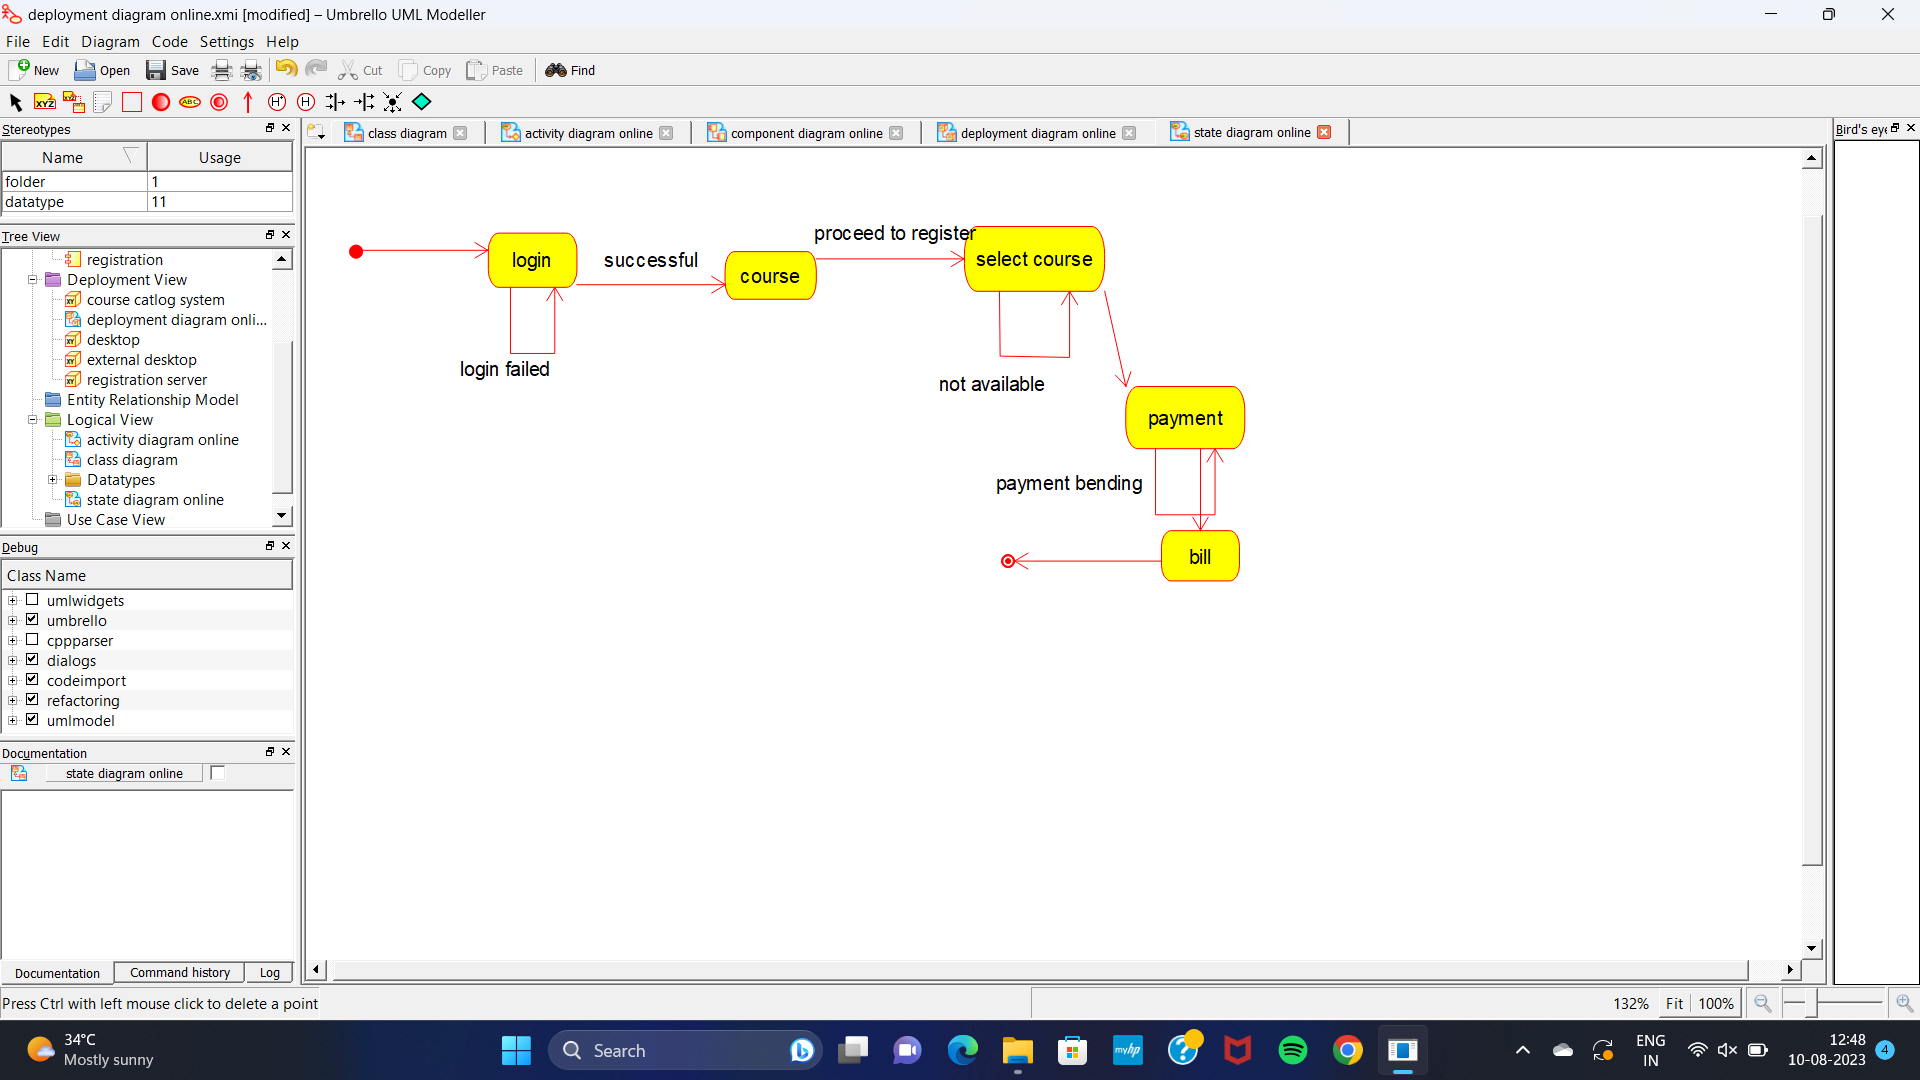 deployment diagram online.xmi [modified] – Umbrello UML Modeller
File Edit Diagram Code Settings Help
New Open Save Cut Copy Paste Find
XYZ ABC H* H
Stereotypes
Name Usage
folder 1
datatype 11
Tree View
registration
Deployment View
course catlog system
deployment diagram onli...
desktop
external desktop
registration server
Entity Relationship Model
Logical View
activity diagram online
class diagram
Datatypes
state diagram online
Use Case View
Debug
Class Name
umlwidgets
umbrello
cppparser
dialogs
codeimport
refactoring
umlmodel
Documentation
state diagram online
Documentation Command history Log
class diagram activity diagram online component diagram online deployment diagram online state diagram online
Bird's eye
login
successful
course
proceed to register
select course
login failed
not available
payment
payment bending
bill
Press Ctrl with left mouse click to delete a point
132% Fit 100%
34°C
Mostly sunny
Search
myhp
ENG
IN
12:48
10-08-2023
4